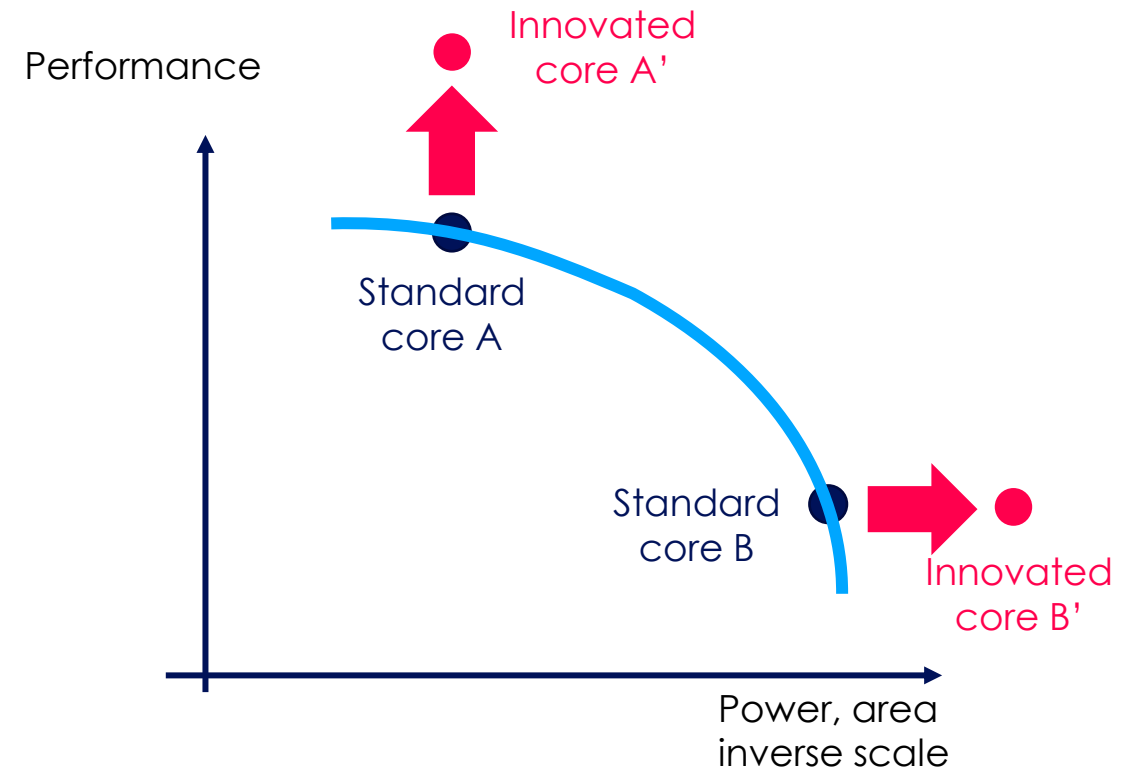 Performance
Innovated
core A’
Standard
core A
Standard
core B
Innovated
core B’
Power, area
inverse scale